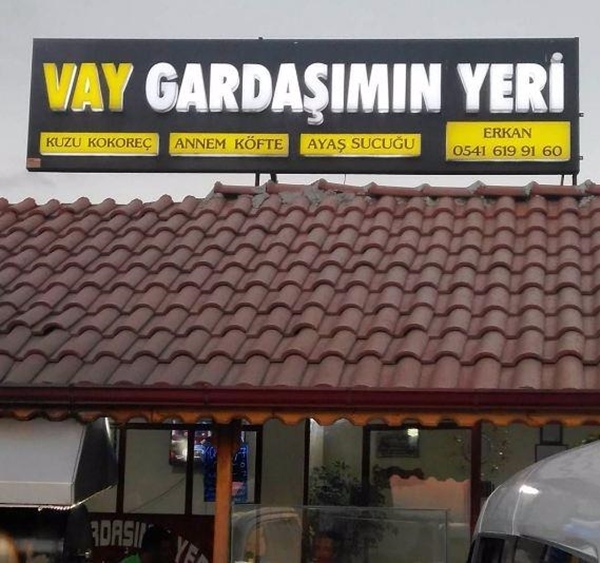 VAY GARDAŞIMIN YERİ
KUZU KOKOREÇ ANNEM KÖFTE AYAŞ SUCUĞU
ERKAN
0541 619 91 60